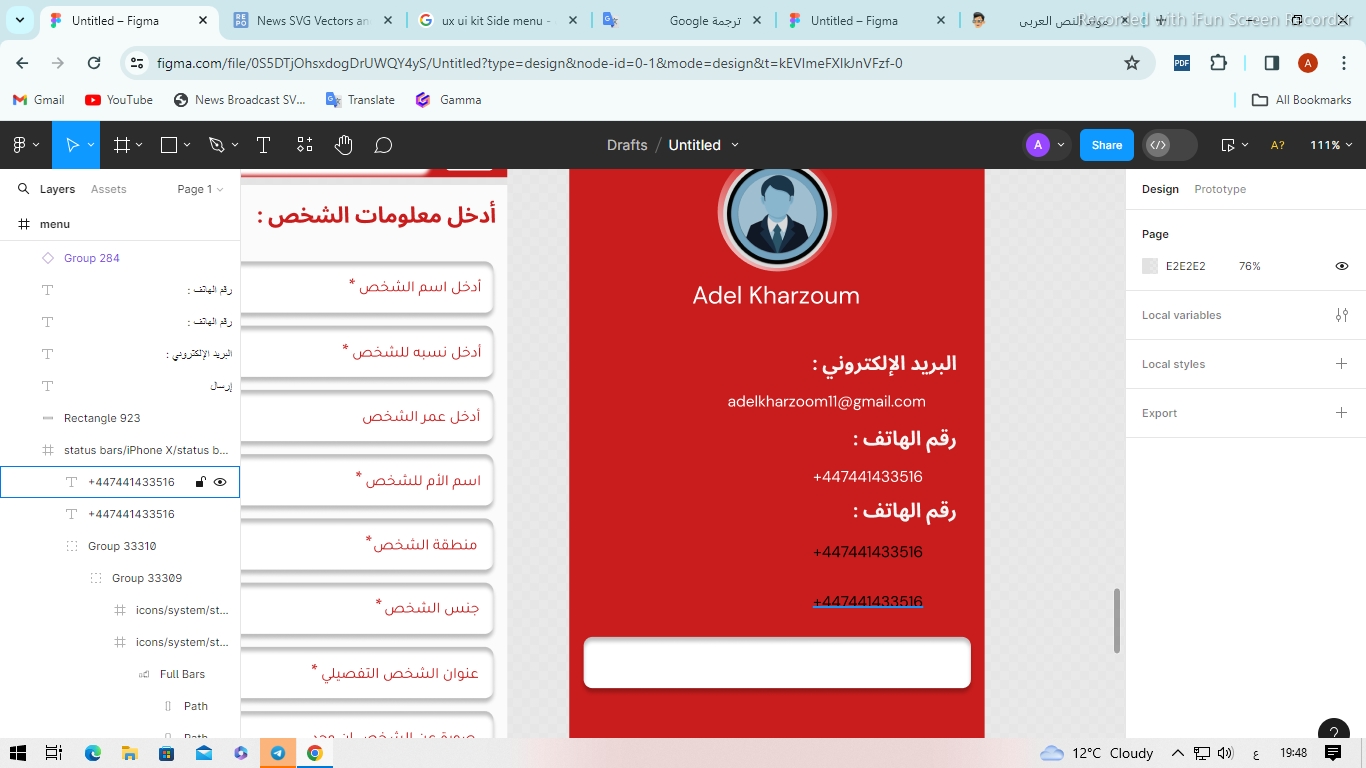 Untitled – Figma
News SVG Vectors an
ux ui kit Side menu -
ترجمة Google
Untitled – Figma
Recorded with iFun Screen Recorder
figma.com/file/0S5DTjOhsxdogDrUWQY4yS/Untitled?type=design&node-id=0-1&mode=design&t=kEVlmeFXlkJnVFzf-0
PDF
A
Gmail
YouTube
News Broadcast SV...
Translate
Gamma
All Bookmarks
Drafts / Untitled
A
Share
A?
111%
Layers
Assets
Page 1
menu
Group 284
رقم الهاتف :
رقم الهاتف :
البريد الإلكتروني :
إرسال
Rectangle 923
status bars/iPhone X/status b...
+447441433516
+447441433516
Group 33310
Group 33309
icons/system/st...
icons/system/st...
Full Bars
Path
Path
أدخل معلومات الشخص :
أدخل اسم الشخص *
أدخل نسبه للشخص *
أدخل عمر الشخص
اسم الأم للشخص *
منطقة الشخص*
جنس الشخص *
عنوان الشخص التفصيلي *
صورة عن الشخص إن وجد
Adel Kharzoum
البريد الإلكتروني :
adelkharzoom11@gmail.com
رقم الهاتف :
+447441433516
رقم الهاتف :
+447441433516
+447441433516
Design
Prototype
Page
E2E2E2
76%
Local variables
Local styles
Export
?
12°C Cloudy
ع
19:48